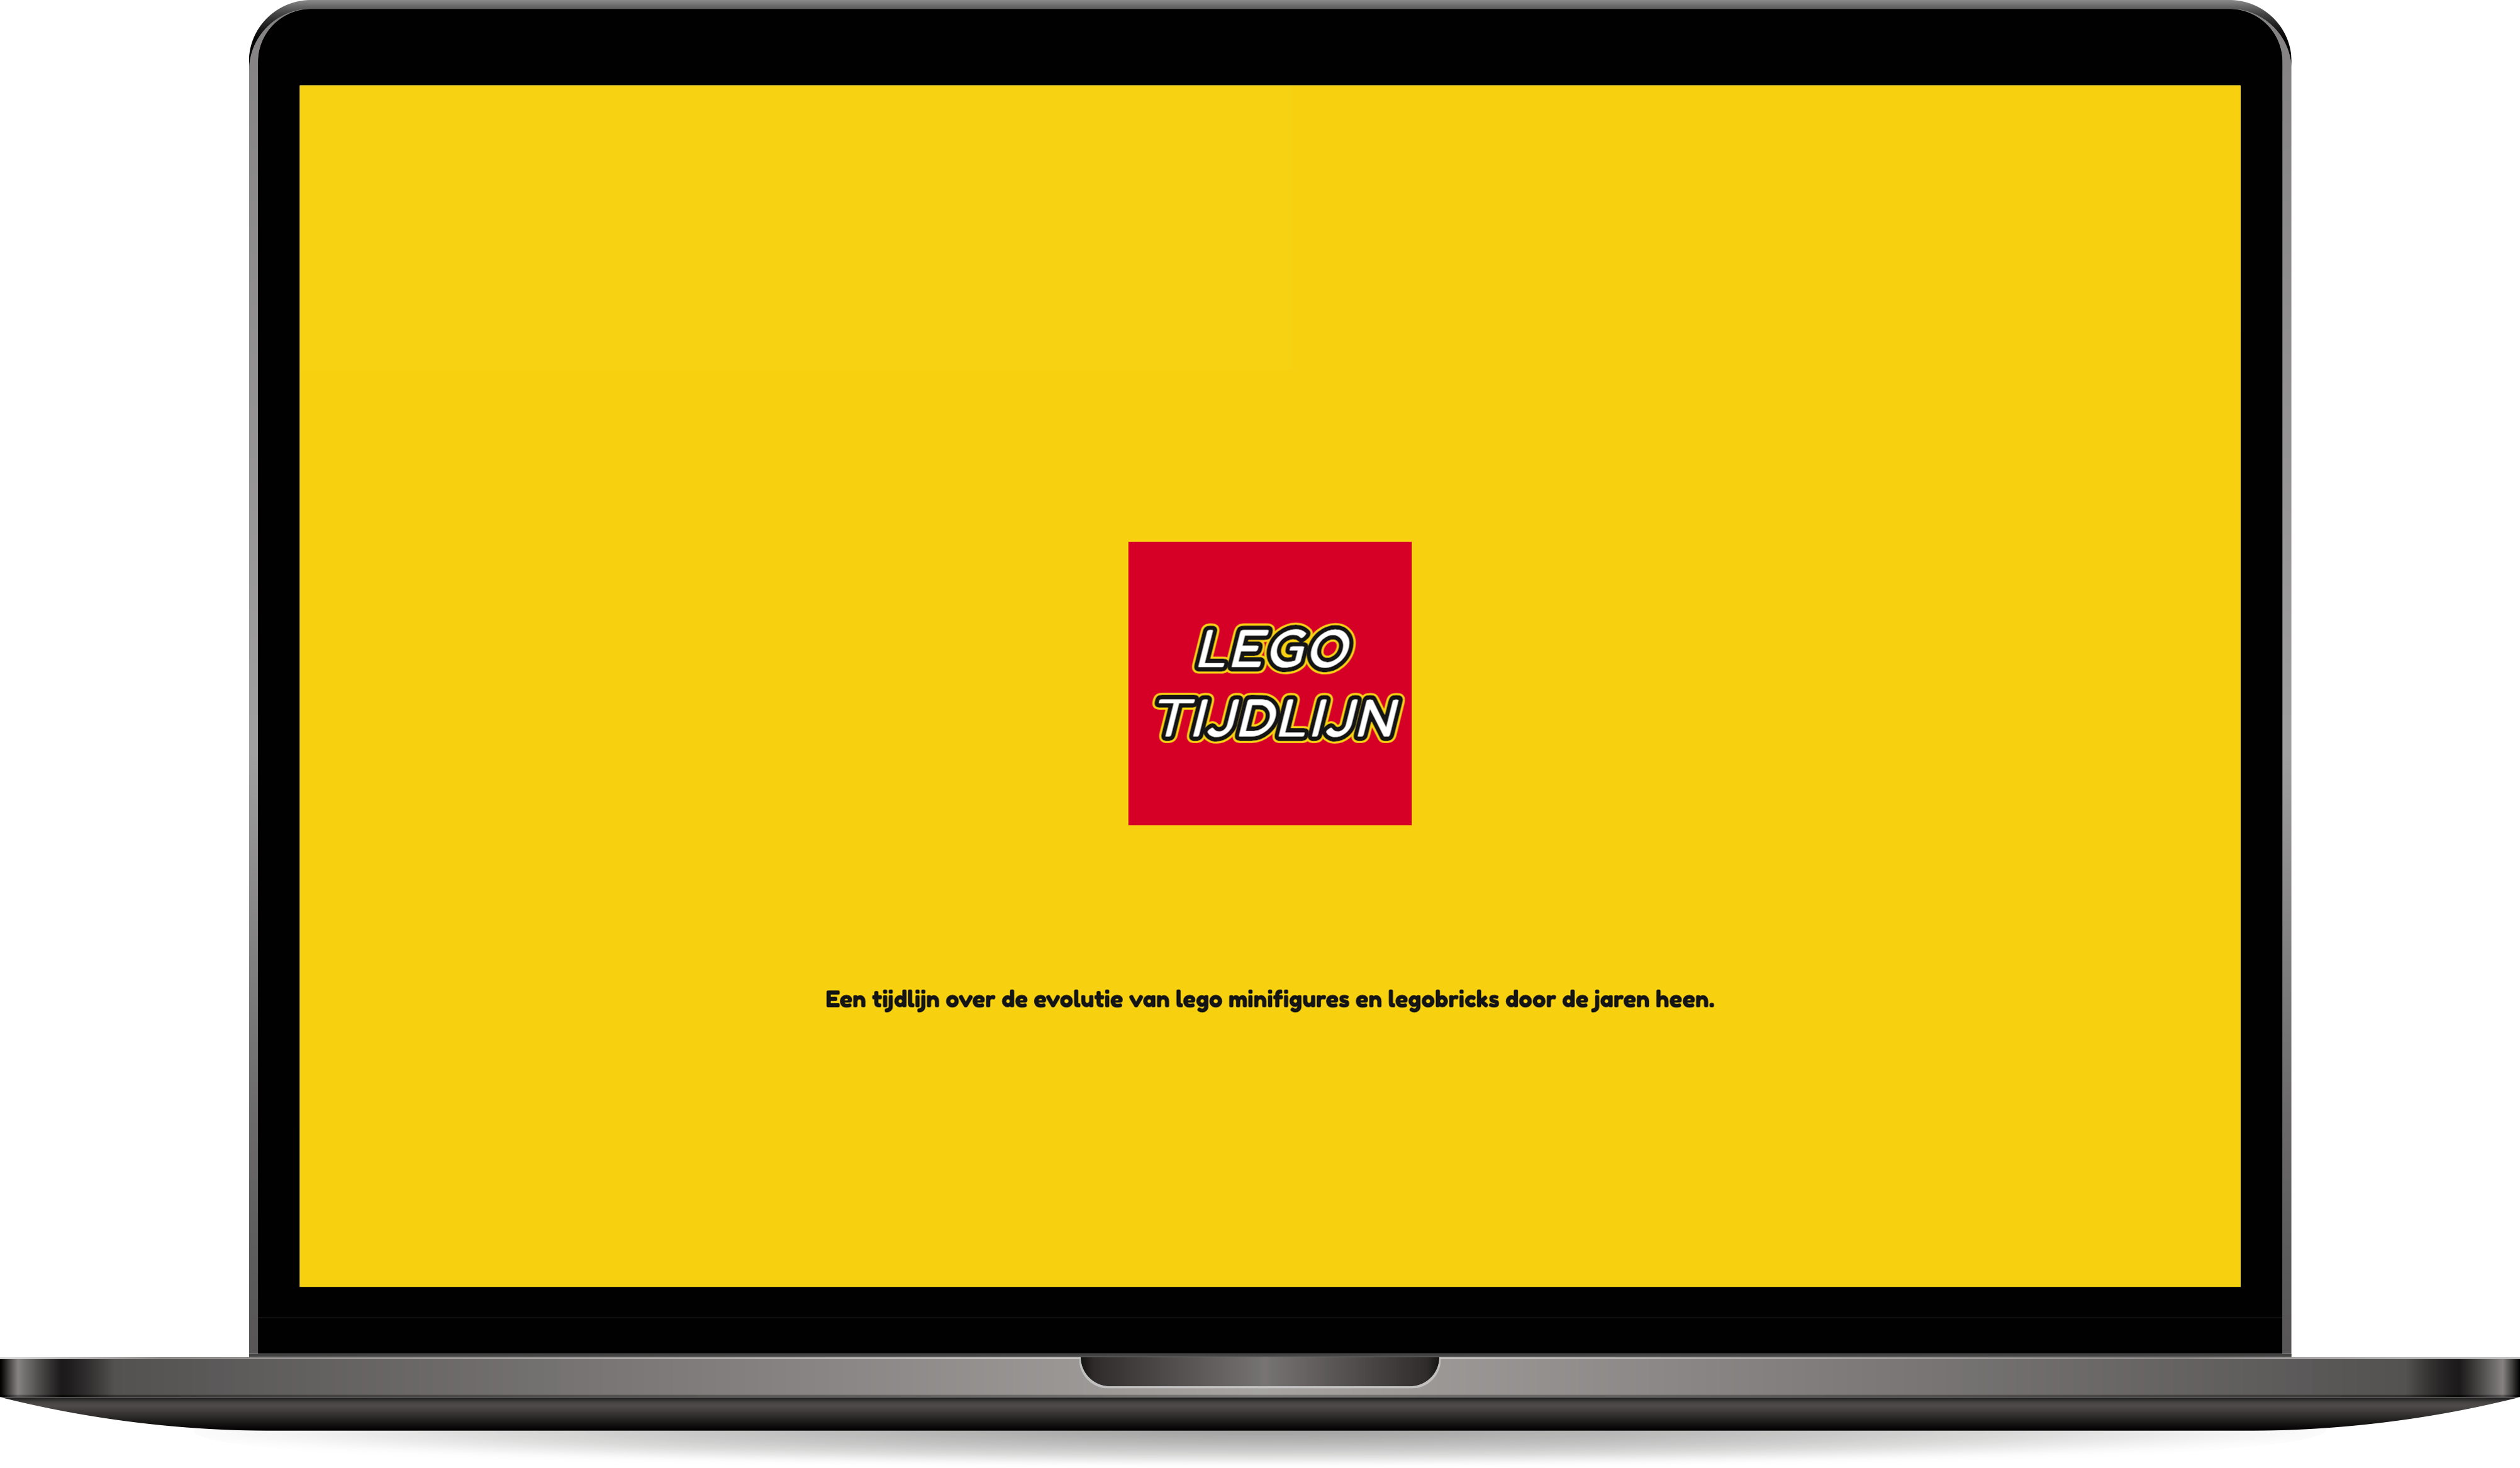 LEGO
TIJDLIJN
Een tijdlijn over de evolutie van lego minifigures en legobricks door de jaren heen.